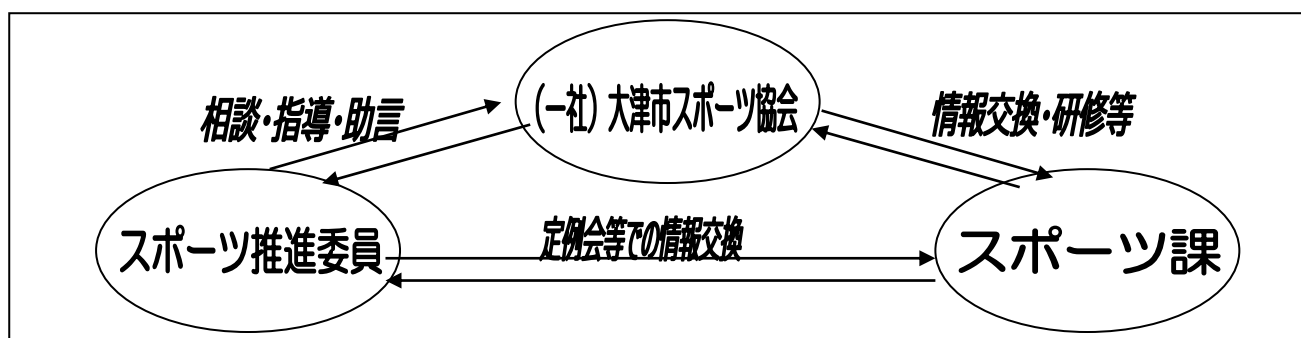 (一社)大津市スポーツ協会
相談・指導・助言
情報交換・研修等
定例会等での情報交換
スポーツ推進委員
スポーツ課